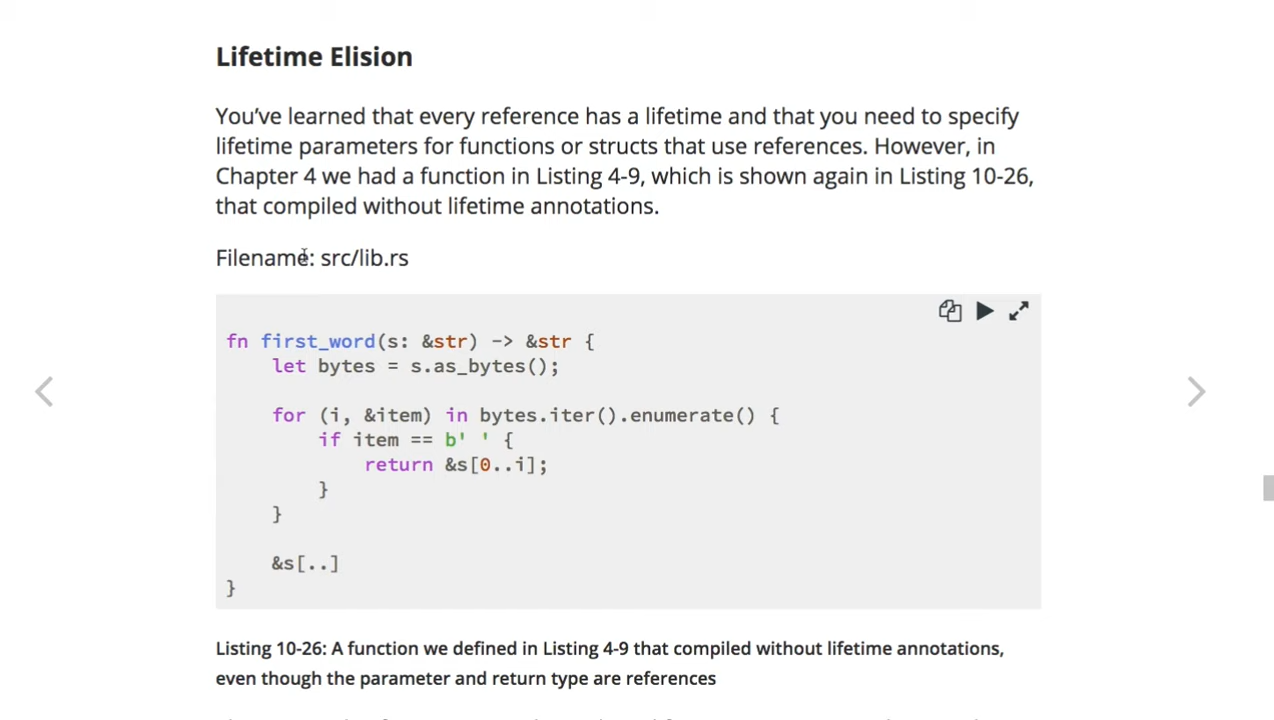 Lifetime Elision
You’ve learned that every reference has a lifetime and that you need to specify
lifetime parameters for functions or structs that use references. However, in
Chapter 4 we had a function in Listing 4-9, which is shown again in Listing 10-26,
that compiled without lifetime annotations.
Filename: src/lib.rs
fn first_word(s: &str) -> &str {
    let bytes = s.as_bytes();
    for (i, &item) in bytes.iter().enumerate() {
        if item == b' ' {
            return &s[0..i];
        }
    }
    &s[..]
}
Listing 10-26: A function we defined in Listing 4-9 that compiled without lifetime annotations,
even though the parameter and return type are references